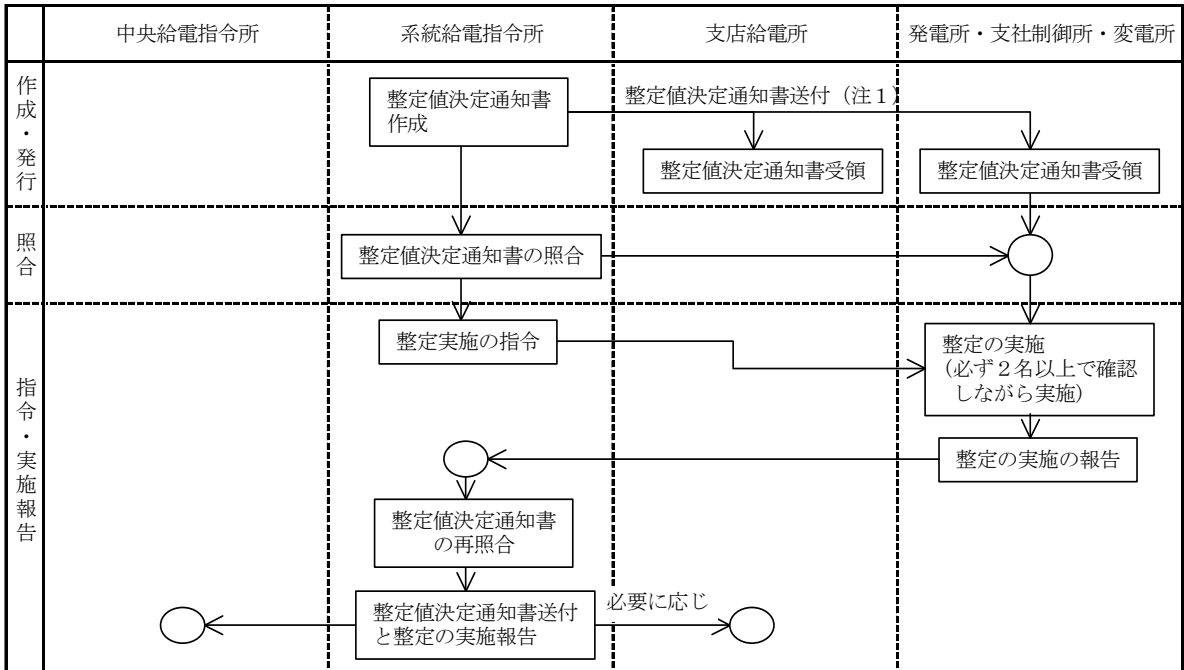 中央給電指令所
系統給電指令所
支店給電所
発電所・支社制御所・変電所
作成・発行
整定値決定通知書
作成
整定値決定通知書送付（注１）
整定値決定通知書受領
整定値決定通知書受領
照合
整定値決定通知書の照合
指令・実施報告
整定実施の指令
整定の実施
（必ず２名以上で確認
しながら実施）
整定の実施の報告
整定値決定通知書
の再照合
整定値決定通知書送付
と整定の実施報告
必要に応じ